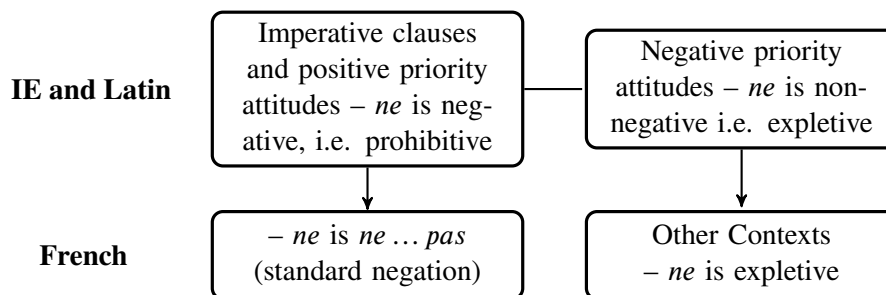 IE and Latin
Imperative clauses
and positive priority
attitudes – ne is neg-
ative, i.e. prohibitive
Negative priority
attitudes – ne is non-
negative i.e. expletive
French
– ne is ne … pas
(standard negation)
Other Contexts
– ne is expletive